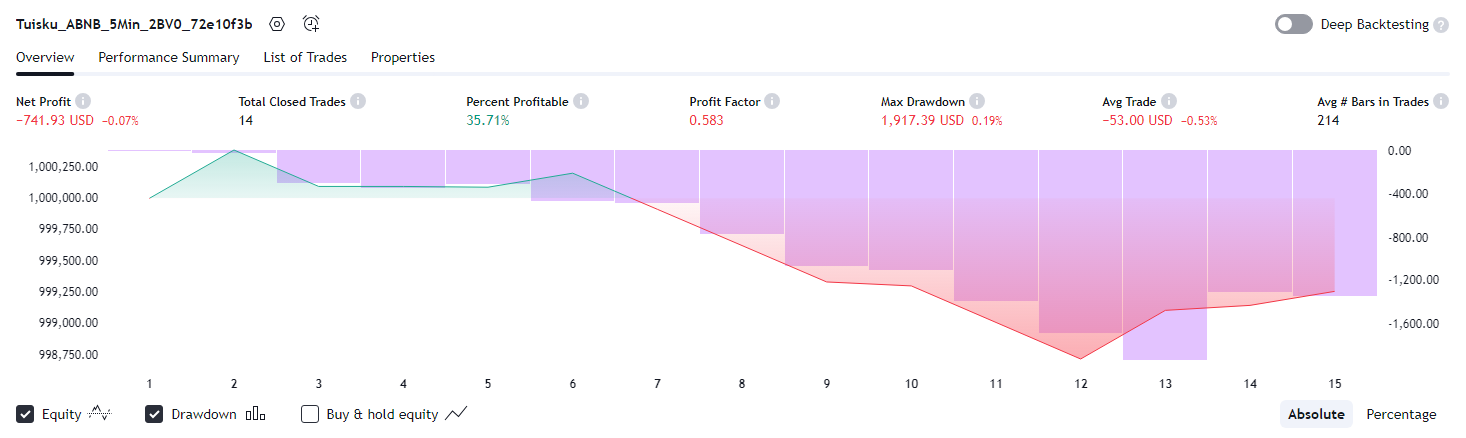 Tuisku_ABNB_5Min_2BV0_72e10f3b
Deep Backtesting ?
Overview Performance Summary List of Trades Properties
Net Profit i Total Closed Trades i Percent Profitable i Profit Factor i Max Drawdown i Avg Trade i Avg # Bars in Trades i
−741.93 USD −0.07% 14 35.71% 0.583 1,917.39 USD 0.19% −53.00 USD −0.53% 214
1,000,250.00
1,000,000.00
999,750.00
999,500.00
999,250.00
999,000.00
998,750.00
0.00
-400.00
-800.00
-1,200.00
-1,600.00
1 2 3 4 5 6 7 8 9 10 11 12 13 14 15
Equity Drawdown Buy & hold equity Absolute Percentage